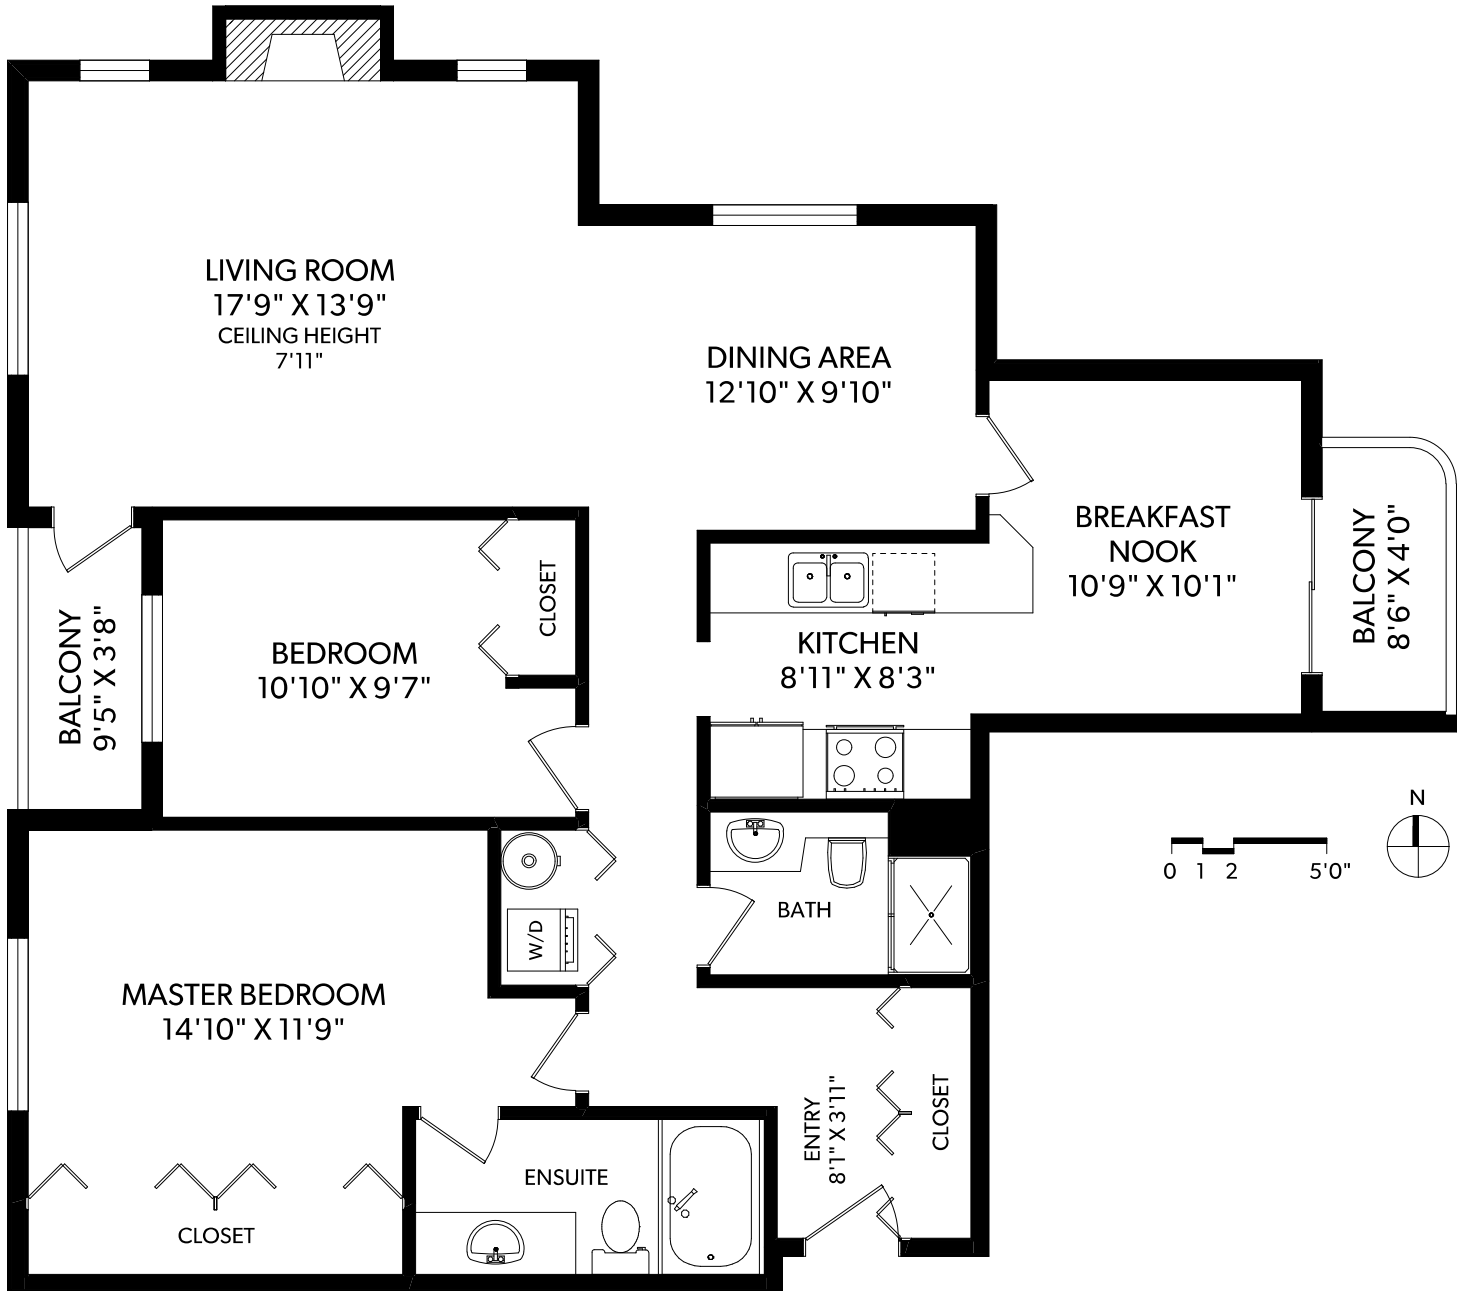 LIVING ROOM
17'9" X 13'9"
CEILING HEIGHT
7'11"
DINING AREA
12'10" X 9'10"
BREAKFAST
NOOK
10'9" X 10'1"
BALCONY
8'6" X 4'0"
BALCONY
9'5" X 3'8"
BEDROOM
10'10" X 9'7"
CLOSET
KITCHEN
8'11" X 8'3"
N
0 1 2 5'0"
BATH
W/D
MASTER BEDROOM
14'10" X 11'9"
ENTRY
8'1" X 3'11"
CLOSET
ENSUITE
CLOSET